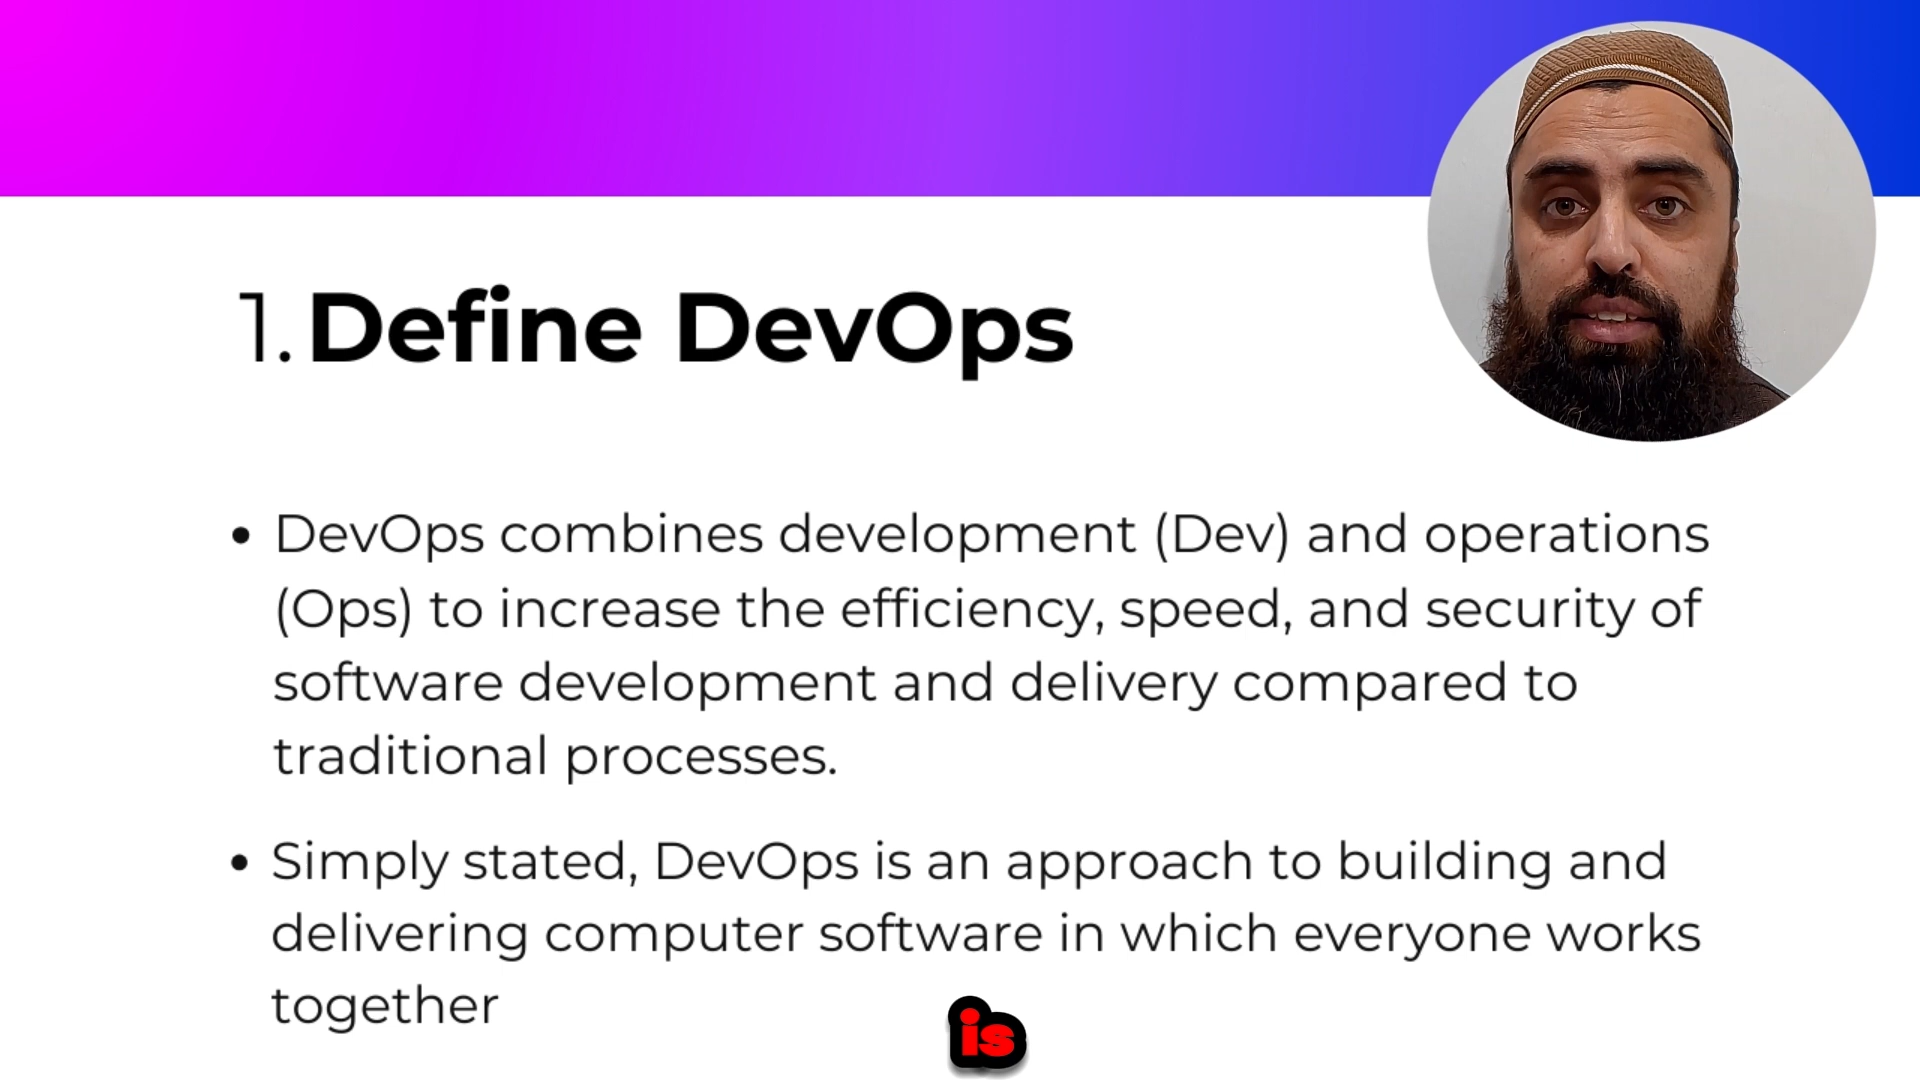 1. Define DevOps
• DevOps combines development (Dev) and operations
(Ops) to increase the efficiency, speed, and security of
software development and delivery compared to
traditional processes.
• Simply stated, DevOps is an approach to building and
delivering computer software in which everyone works
together
is